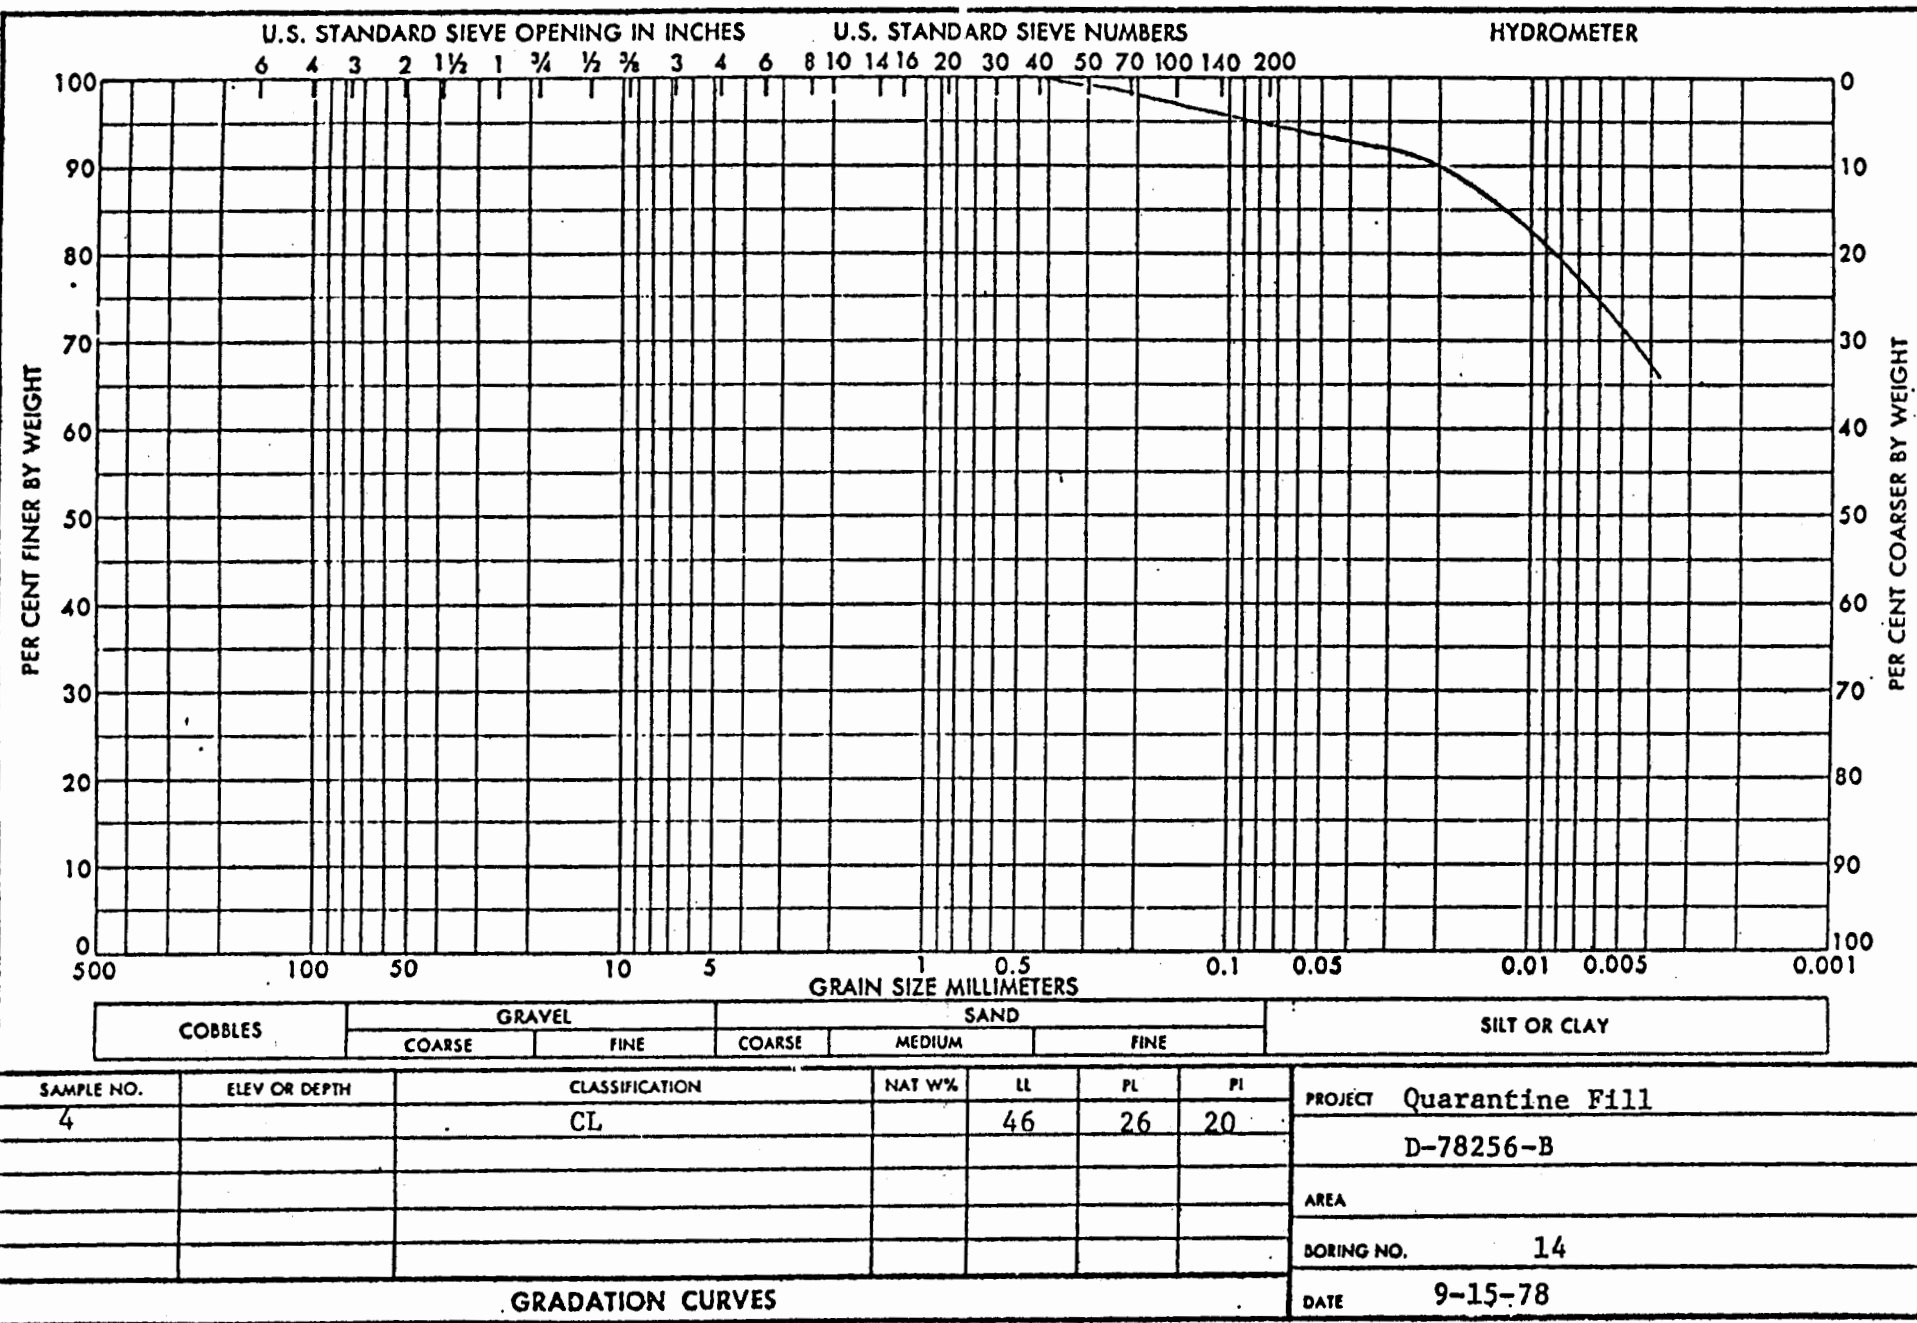 U.S. STANDARD SIEVE OPENING IN INCHES U.S. STANDARD SIEVE NUMBERS HYDROMETER
6 4 3 2 1½ 1 ¾ ½ ⅜ 3 4 6 8 10 14 16 20 30 40 50 70 100 140 200
100 0
90 10
80 20
70 30
60 40
50 50
40 60
30 70
20 80
10 90
0 100
PER CENT FINER BY WEIGHT
PER CENT COARSER BY WEIGHT
500 100 50 10 5 1 0.5 0.1 0.05 0.01 0.005 0.001
GRAIN SIZE MILLIMETERS
COBBLES GRAVEL SAND SILT OR CLAY
COARSE FINE COARSE MEDIUM FINE
SAMPLE NO. ELEV OR DEPTH CLASSIFICATION NAT W% LL PL PI
4 CL 46 26 20
PROJECT Quarantine Fill
D-78256-B
AREA
BORING NO. 14
GRADATION CURVES
DATE 9-15-78